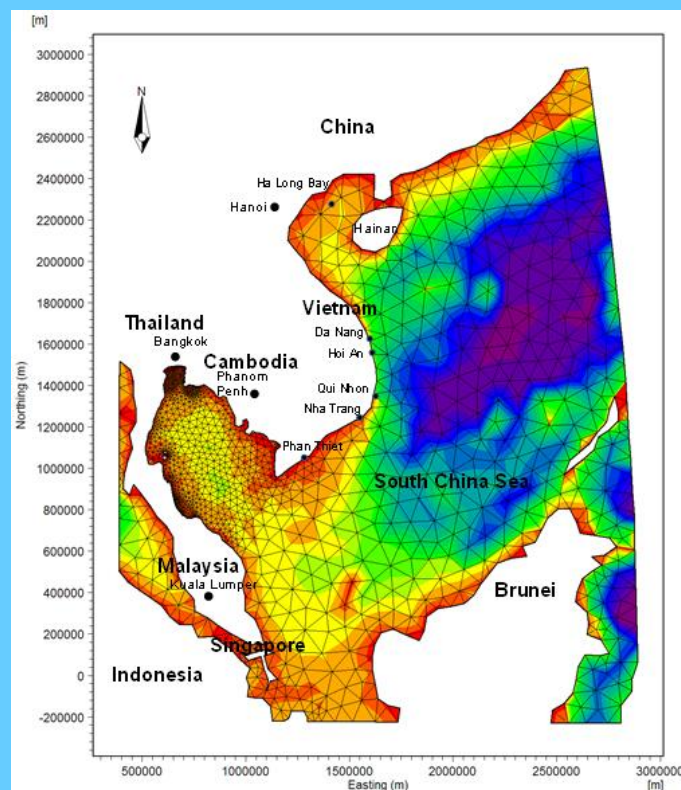 [m]
3000000
2800000
2600000
2400000
2200000
2000000
1800000
1600000
1400000
1200000
1000000
800000
600000
400000
200000
0
-200000
Northing (m)
N
China
Ha Long Bay
Hanoi
Hainan
Vietnam
Thailand
Da Nang
Bangkok
Hoi An
Cambodia
Phanom
Penh
Qui Nhon
Nha Trang
Phan Thiet
South China Sea
Malaysia
Kuala Lumper
Brunei
Singapore
Indonesia
500000 1000000 1500000 2000000 2500000 3000000
Easting (m)
[m]